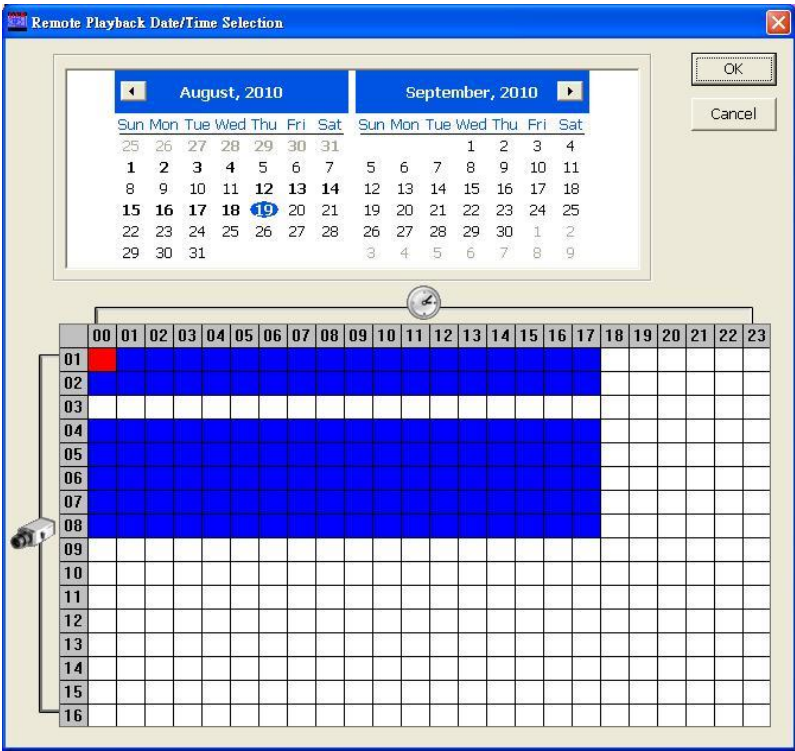 Remote Playback Date/Time Selection
OK
Cancel
August, 2010 September, 2010
Sun Mon Tue Wed Thu Fri Sat Sun Mon Tue Wed Thu Fri Sat
25 26 27 28 29 30 31 1 2 3 4
1 2 3 4 5 6 7 5 6 7 8 9 10 11
8 9 10 11 12 13 14 12 13 14 15 16 17 18
15 16 17 18 19 20 21 19 20 21 22 23 24 25
22 23 24 25 26 27 28 26 27 28 29 30 1 2
29 30 31 3 4 5 6 7 8 9
00 01 02 03 04 05 06 07 08 09 10 11 12 13 14 15 16 17 18 19 20 21 22 23
01
02
03
04
05
06
07
08
09
10
11
12
13
14
15
16